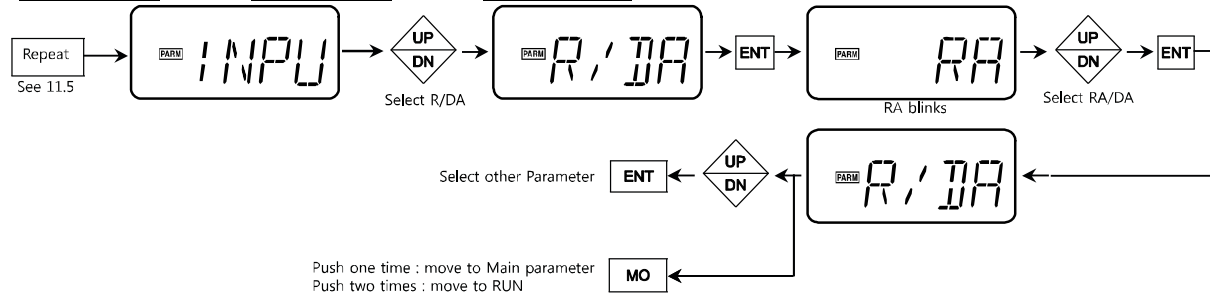 Repeat
See 11.5
PARM INPU
UP
DN
Select R/DA
PARM R/DA
ENT
PARM RA
RA blinks
UP
DN
Select RA/DA
ENT
Select other Parameter
ENT
UP
DN
PARM R/DA
Push one time : move to Main parameter
Push two times : move to RUN
MO